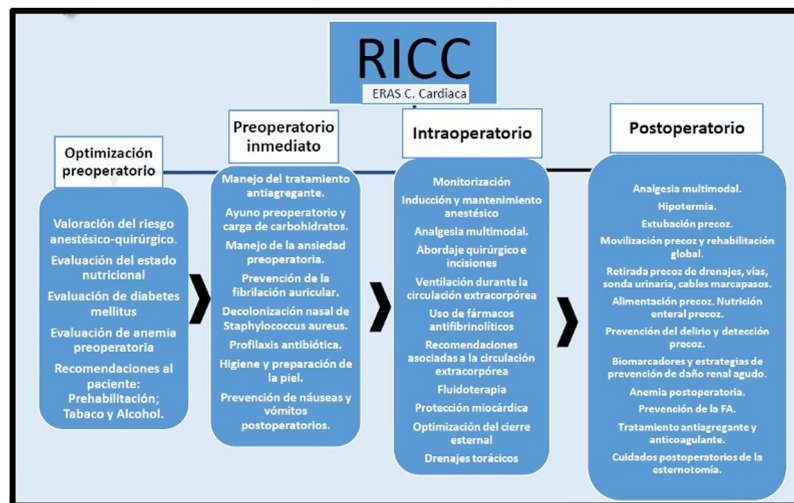 RICC
ERAS C. Cardiaca
Optimización
preoperatorio
Valoración del riesgo
anestésico-quirúrgico.
Evaluación del estado
nutricional
Evaluación de diabetes
mellitus
Evaluación de anemia
preoperatoria
Recomendaciones al
paciente:
Prehabilitación;
Tabaco y Alcohol.
Preoperatorio
inmediato
Manejo del tratamiento
antiagregante.
Ayuno preoperatorio y
carga de carbohidratos.
Manejo de la ansiedad
preoperatoria.
Prevención de la
fibrilación auricular.
Decolonización nasal de
Staphylococcus aureus.
Profilaxis antibiótica.
Higiene y preparación de
la piel.
Prevención de náuseas y
vómitos
postoperatorios.
Intraoperatorio
Monitorización
Inducción y mantenimiento
anestésico
Analgesia multimodal.
Abordaje quirúrgico e
incisiones
Ventilación durante la
circulación extracorpórea
Uso de fármacos
antifibrinolíticos
Recomendaciones
asociadas a la circulación
extracorpórea
Fluidoterapia
Protección miocárdica
Optimización del cierre
esternal
Drenajes torácicos
Postoperatorio
Analgesia multimodal.
Hipotermia.
Extubación precoz.
Movilización precoz y rehabilitación
global.
Retirada precoz de drenajes, vías,
sonda urinaria, cables marcapasos.
Alimentación precoz. Nutrición
enteral precoz.
Prevención del delirio y detección
precoz.
Biomarcadores y estrategias de
prevención de daño renal agudo.
Anemia postoperatoria.
Prevención de la FA.
Tratamiento antiagregante y
anticoagulante.
Cuidados postoperatorios de la
esternotomía.